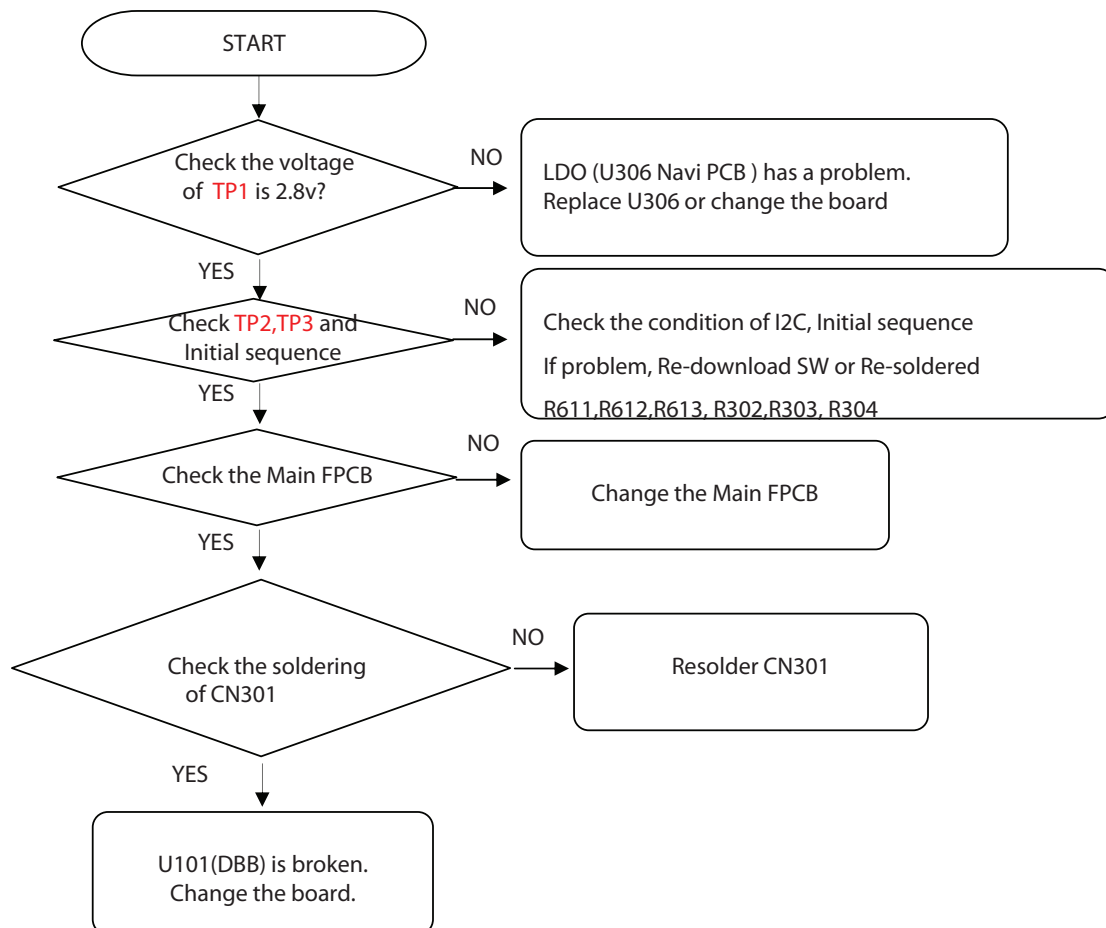 START
Check the voltage
of TP1 is 2.8v?
NO
LDO (U306 Navi PCB ) has a problem.
Replace U306 or change the board
YES
Check TP2,TP3 and
Initial sequence
NO
Check the condition of I2C, Initial sequence
If problem, Re-download SW or Re-soldered
R611,R612,R613, R302,R303, R304
YES
Check the Main FPCB
NO
Change the Main FPCB
YES
Check the soldering
of CN301
NO
Resolder CN301
YES
U101(DBB) is broken.
Change the board.